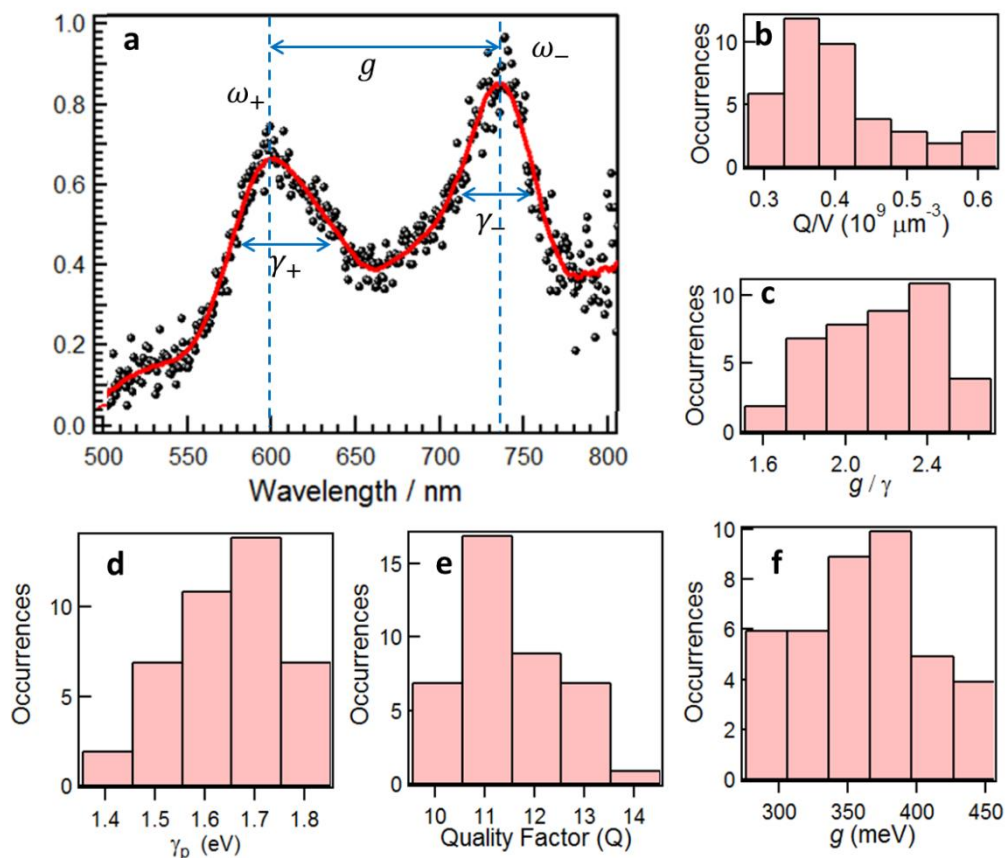 a
1.0
0.8
0.6
0.4
0.2
0.0
g
ω₊
ω₋
γ₊
γ₋
500 550 600 650 700 750 800
Wavelength / nm
b
Occurrences
10
5
0
0.3 0.4 0.5 0.6
Q/V (10⁹ μm⁻³)
c
Occurrences
10
5
0
1.6 2.0 2.4
g / γ
d
Occurrences
10
5
0
1.4 1.5 1.6 1.7 1.8
γₚ (eV)
e
Occurrences
15
10
5
0
10 11 12 13 14
Quality Factor (Q)
f
Occurrences
10
8
6
4
2
0
300 350 400 450
g (meV)